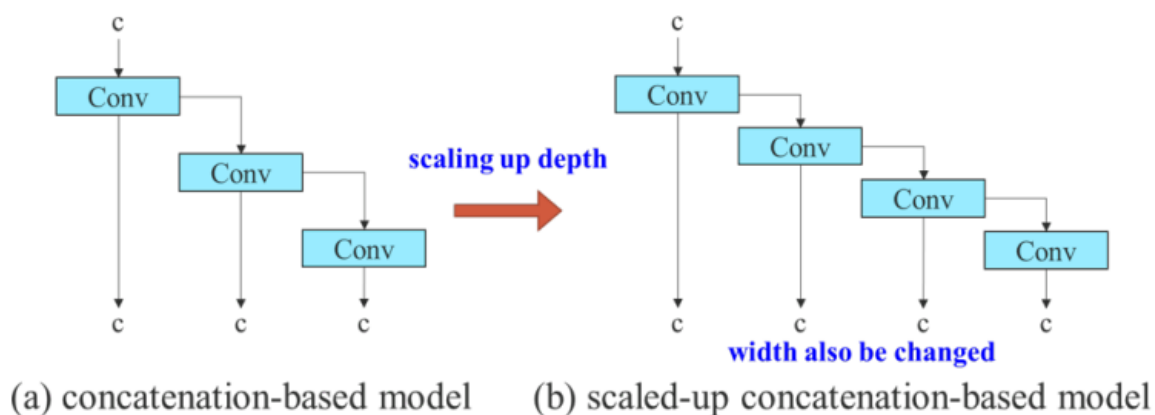 c
Conv
Conv
Conv
c c c
scaling up depth
c
Conv
Conv
Conv
Conv
c c c c
width also be changed
(a) concatenation-based model
(b) scaled-up concatenation-based model